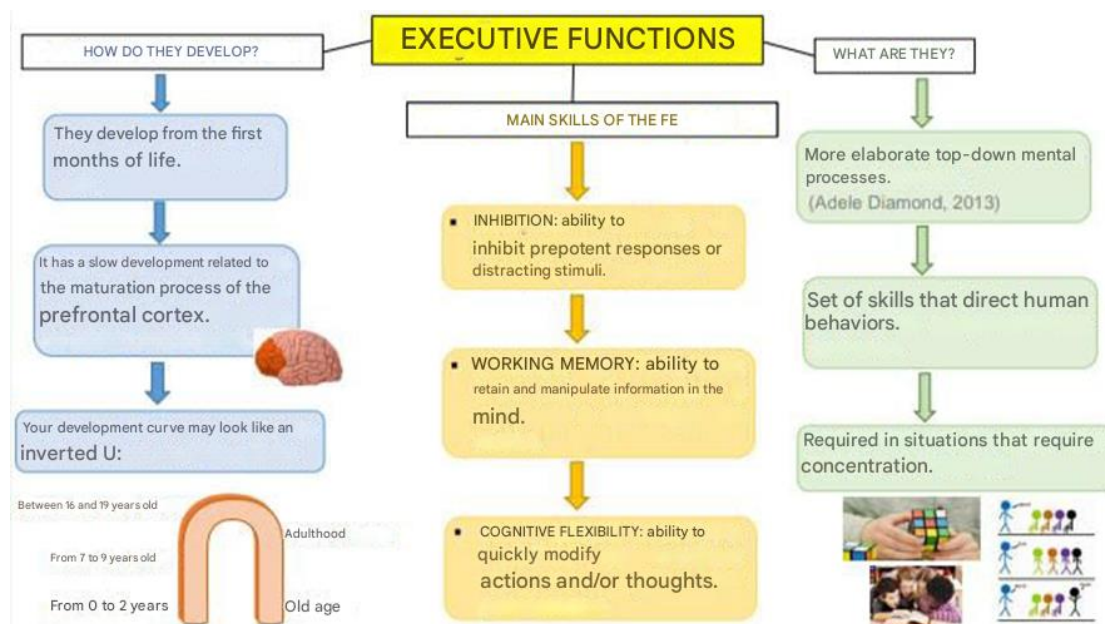 EXECUTIVE FUNCTIONS
HOW DO THEY DEVELOP?
They develop from the first
months of life.
It has a slow development related to
the maturation process of the
prefrontal cortex.
Your development curve may look like an
inverted U:
Between 16 and 19 years old
From 7 to 9 years old
From 0 to 2 years
Adulthood
Old age
MAIN SKILLS OF THE FE
▪ INHIBITION: ability to
inhibit prepotent responses or
distracting stimuli.
▪ WORKING MEMORY: ability to
retain and manipulate information in the
mind.
▪ COGNITIVE FLEXIBILITY: ability to
quickly modify
actions and/or thoughts.
WHAT ARE THEY?
More elaborate top-down mental
processes.
(Adele Diamond, 2013)
Set of skills that direct human
behaviors.
Required in situations that require
concentration.